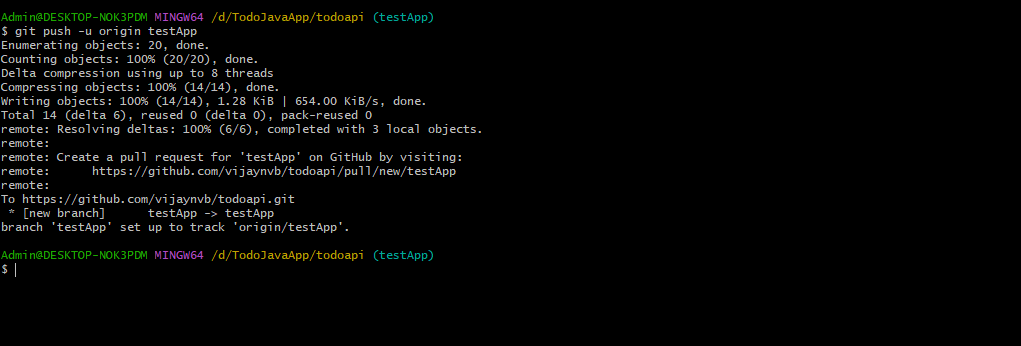 Admin@DESKTOP-NOK3PDM MINGW64 /d/TodoJavaApp/todoapi (testApp)
$ git push -u origin testApp
Enumerating objects: 20, done.
Counting objects: 100% (20/20), done.
Delta compression using up to 8 threads
Compressing objects: 100% (14/14), done.
Writing objects: 100% (14/14), 1.28 KiB | 654.00 KiB/s, done.
Total 14 (delta 6), reused 0 (delta 0), pack-reused 0
remote: Resolving deltas: 100% (6/6), completed with 3 local objects.
remote:
remote: Create a pull request for 'testApp' on GitHub by visiting:
remote:      https://github.com/vijaynvb/todoapi/pull/new/testApp
remote:
To https://github.com/vijaynvb/todoapi.git
 * [new branch]      testApp -> testApp
branch 'testApp' set up to track 'origin/testApp'.
Admin@DESKTOP-NOK3PDM MINGW64 /d/TodoJavaApp/todoapi (testApp)
$